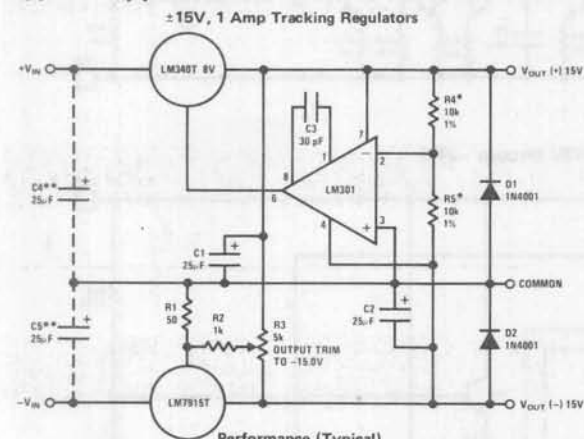 ±15V, 1 Amp Tracking Regulators
+VIN
LM340T 8V
VOUT (+) 15V
C3
30 pF
R4*
10k
1%
7
8
1
−
2
6
LM301
C4**
25μF
+
R5*
10k
1%
D1
1N4001
4
+
3
C1
25μF
+
COMMON
R1
50
C2
25μF
+
C5**
25μF
+
R2
1k
R3
5k
OUTPUT TRIM
TO −15.0V
D2
1N4001
−VIN
LM7915T
VOUT (−) 15V
Performance (Typical)